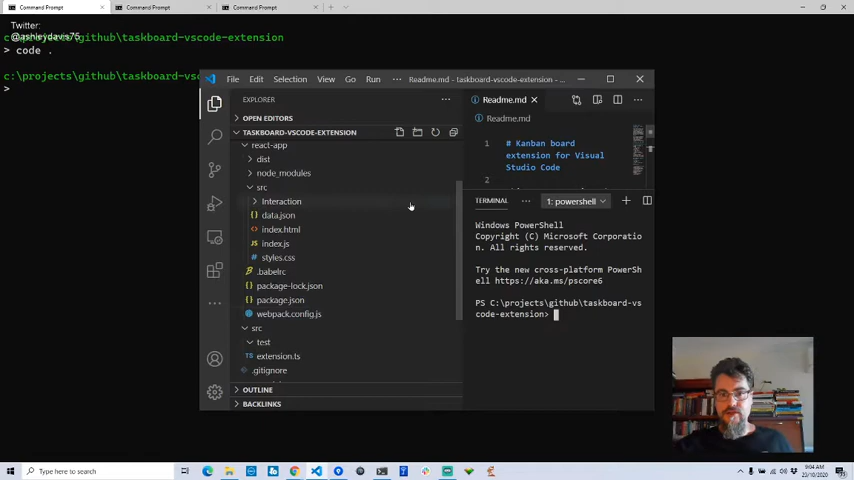 Command Prompt
Command Prompt
Command Prompt
Twitter:
@ashleydavis75
c:\projects\github\taskboard-vscode-extension
> code .
c:\projects\github\taskboard-vsc
>
File Edit Selection View Go Run ··· Readme.md - taskboard-vscode-extension - ...
EXPLORER
OPEN EDITORS
TASKBOARD-VSCODE-EXTENSION
react-app
dist
node_modules
src
Interaction
data.json
index.html
index.js
styles.css
.babelrc
package-lock.json
package.json
webpack.config.js
src
test
extension.ts
.gitignore
OUTLINE
BACKLINKS
Readme.md
Readme.md
1 # Kanban board
extension for Visual
Studio Code
2
TERMINAL ··· 1: powershell
Windows PowerShell
Copyright (C) Microsoft Corporatio
n. All rights reserved.
Try the new cross-platform PowerSh
ell https://aka.ms/pscore6
PS C:\projects\github\taskboard-vs
code-extension>
Type here to search
9:04 AM
23/10/2020